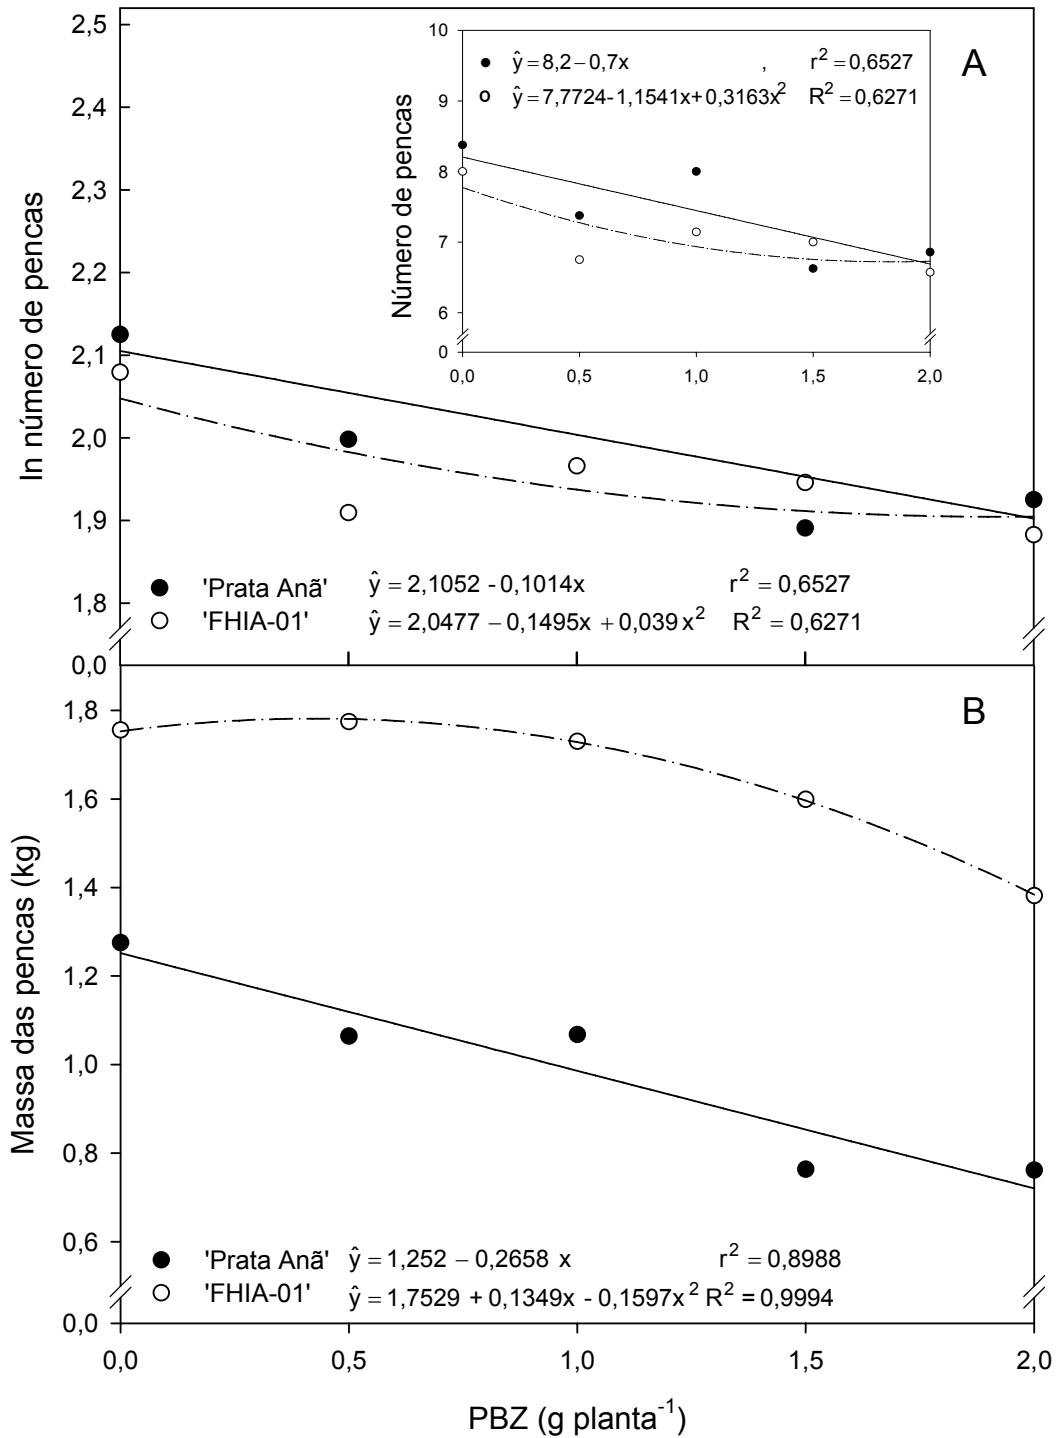 2,5
2,4
2,3
2,2
2,1
2,0
1,9
1,8
0,0
ln número de pencas
A
10
9
8
7
6
0
Número de pencas
ŷ = 8,2 – 0,7x , r² = 0,6527
ŷ = 7,7724-1,1541x+ 0,3163x² R² = 0,6271
0,0 0,5 1,0 1,5 2,0
'Prata Anã' ŷ = 2,1052 - 0,1014x r² = 0,6527
'FHIA-01' ŷ = 2,0477 – 0,1495x + 0,039 x² R² = 0,6271
B
1,8
1,6
1,4
1,2
1,0
0,8
0,6
0,0
Massa das pencas (kg)
'Prata Anã' ŷ = 1,252 – 0,2658 x r² = 0,8988
'FHIA-01' ŷ = 1,7529 + 0,1349x - 0,1597x² R² = 0,9994
0,0 0,5 1,0 1,5 2,0
PBZ (g planta⁻¹)